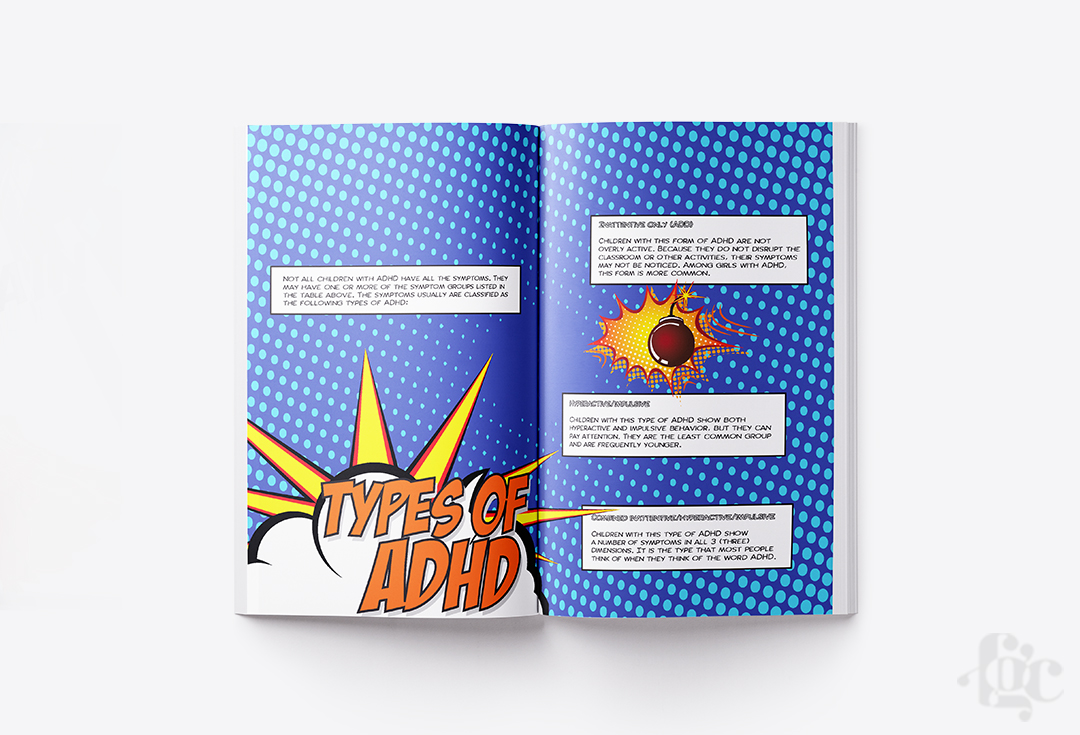 NOT ALL CHILDREN WITH ADHD HAVE ALL THE SYMPTOMS. THEY
MAY HAVE ONE OR MORE OF THE SYMPTOM GROUPS LISTED IN
THE TABLE ABOVE. THE SYMPTOMS USUALLY ARE CLASSIFIED AS
THE FOLLOWING TYPES OF ADHD:
TYPES OF
ADHD
INATTENTIVE ONLY (ADD)
CHILDREN WITH THIS FORM OF ADHD ARE NOT
OVERLY ACTIVE. BECAUSE THEY DO NOT DISRUPT THE
CLASSROOM OR OTHER ACTIVITIES, THEIR SYMPTOMS
MAY NOT BE NOTICED. AMONG GIRLS WITH ADHD,
THIS FORM IS MORE COMMON.
HYPERACTIVE/IMPULSIVE
CHILDREN WITH THIS TYPE OF ADHD SHOW BOTH
HYPERACTIVE AND IMPULSIVE BEHAVIOR, BUT THEY CAN
PAY ATTENTION. THEY ARE THE LEAST COMMON GROUP
AND ARE FREQUENTLY YOUNGER.
COMBINED INATTENTIVE/HYPERACTIVE/IMPULSIVE
CHILDREN WITH THIS TYPE OF ADHD SHOW
A NUMBER OF SYMPTOMS IN ALL 3 (THREE)
DIMENSIONS. IT IS THE TYPE THAT MOST PEOPLE
THINK OF WHEN THEY THINK OF THE WORD ADHD.
fgc